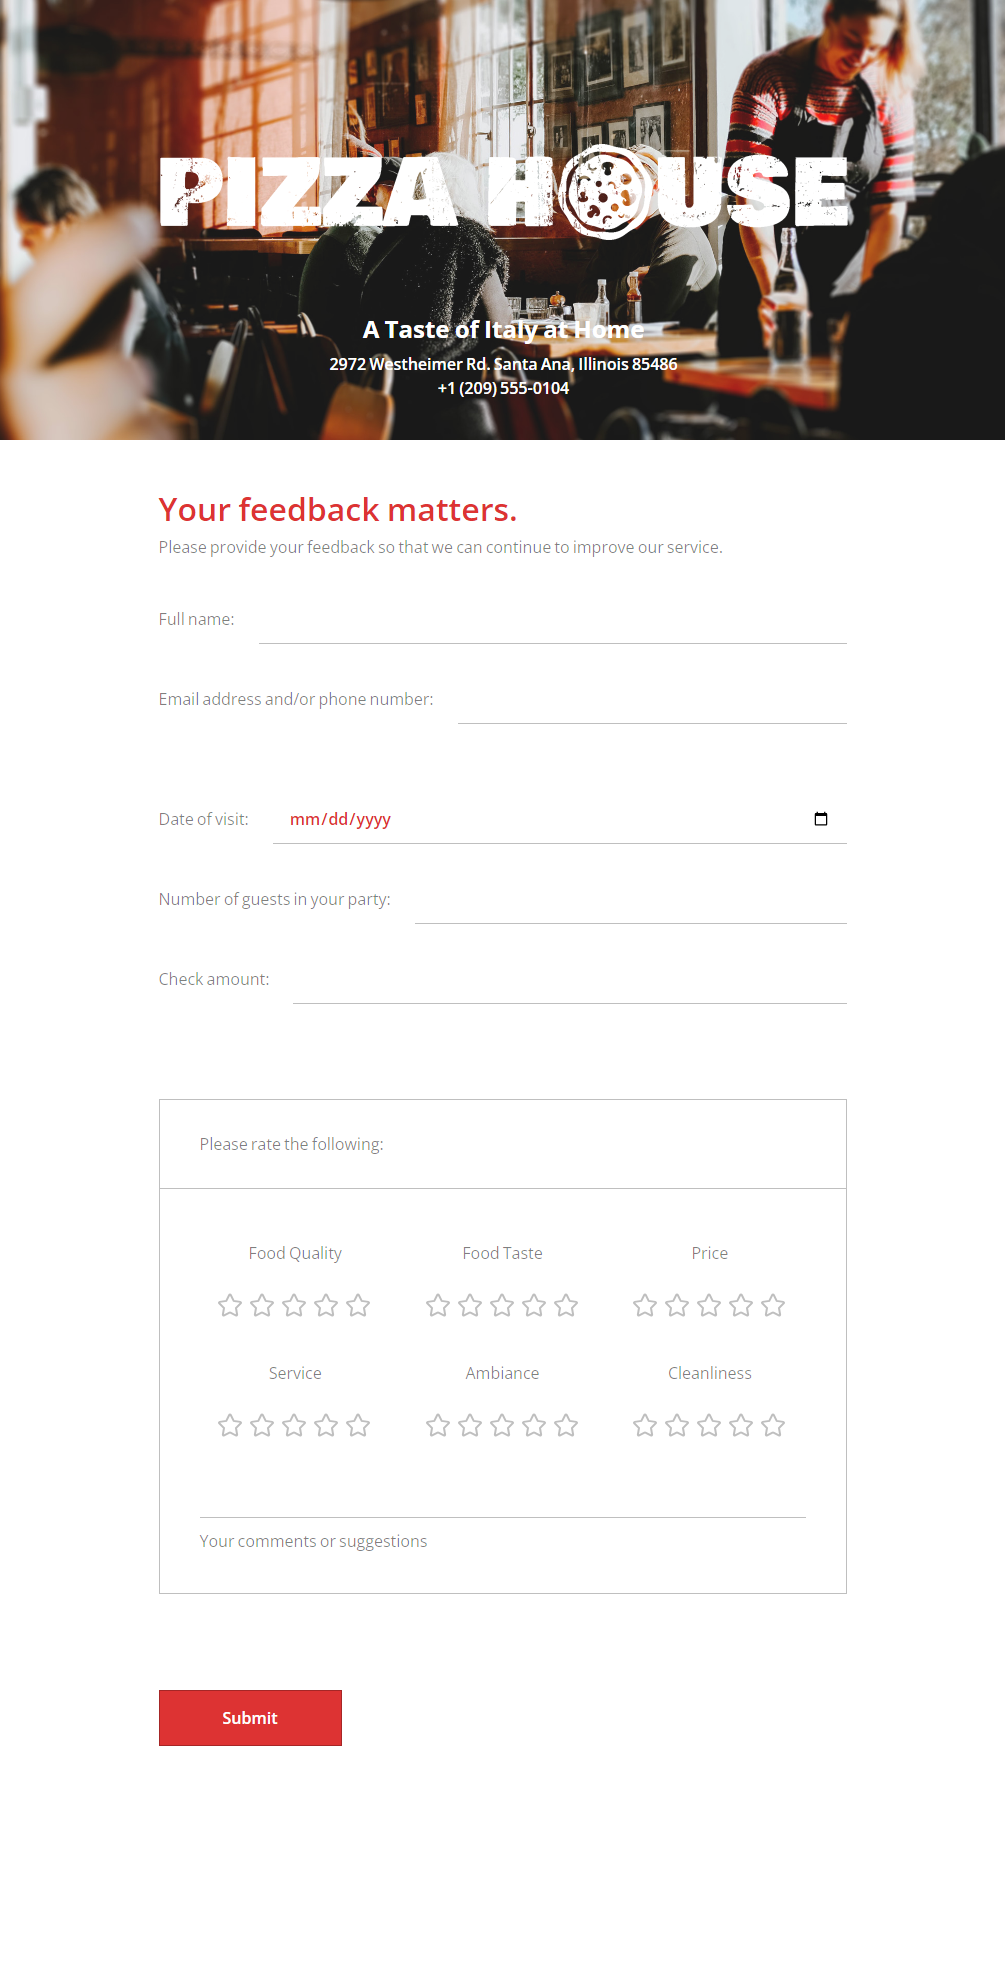 PIZZA HOUSE
A Taste of Italy at Home
2972 Westheimer Rd. Santa Ana, Illinois 85486
+1 (209) 555-0104
Your feedback matters.
Please provide your feedback so that we can continue to improve our service.
Full name:
Email address and/or phone number:
Date of visit: mm/dd/yyyy
Number of guests in your party:
Check amount:
Please rate the following:
Food Quality Food Taste Price
Service Ambiance Cleanliness
Your comments or suggestions
Submit